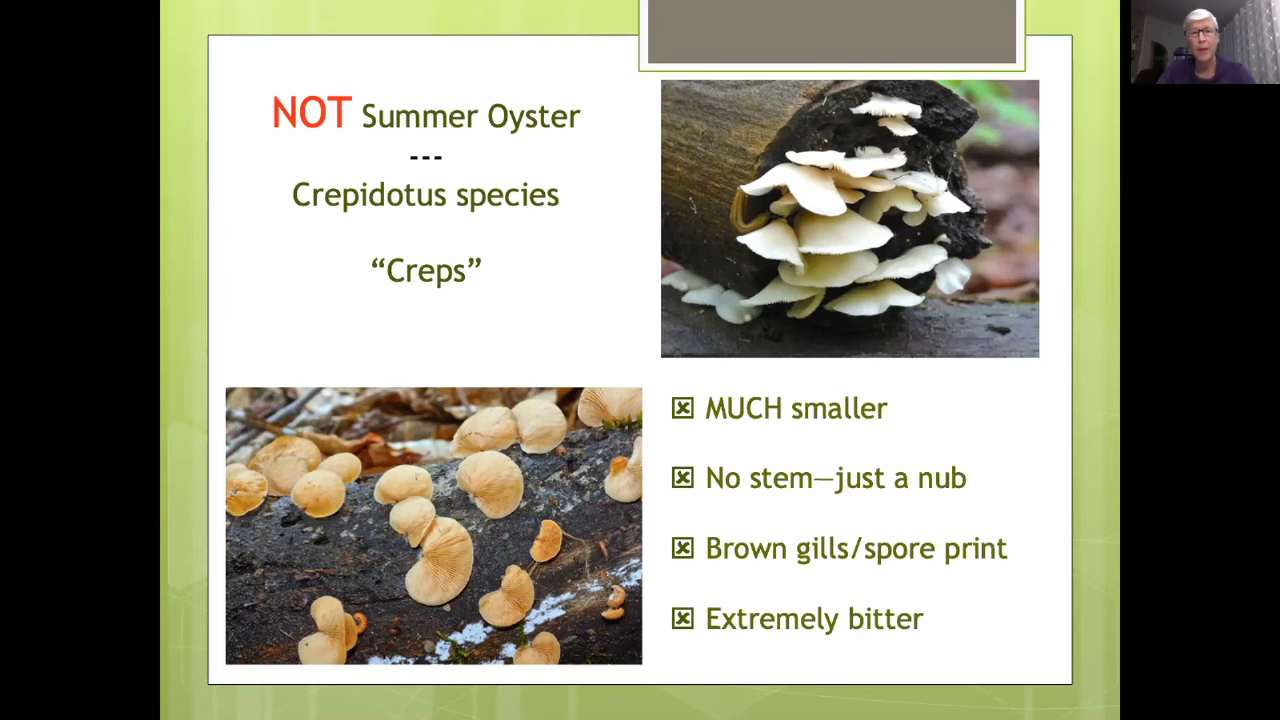 NOT Summer Oyster
---
Crepidotus species
“Creps”
MUCH smaller
No stem—just a nub
Brown gills/spore print
Extremely bitter